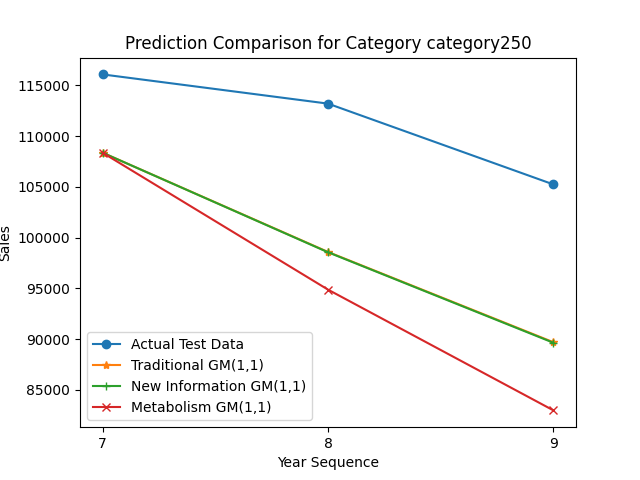 Prediction Comparison for Category category250
115000
110000
105000
100000
95000
90000
85000
Sales
Actual Test Data
Traditional GM(1,1)
New Information GM(1,1)
Metabolism GM(1,1)
7
8
9
Year Sequence